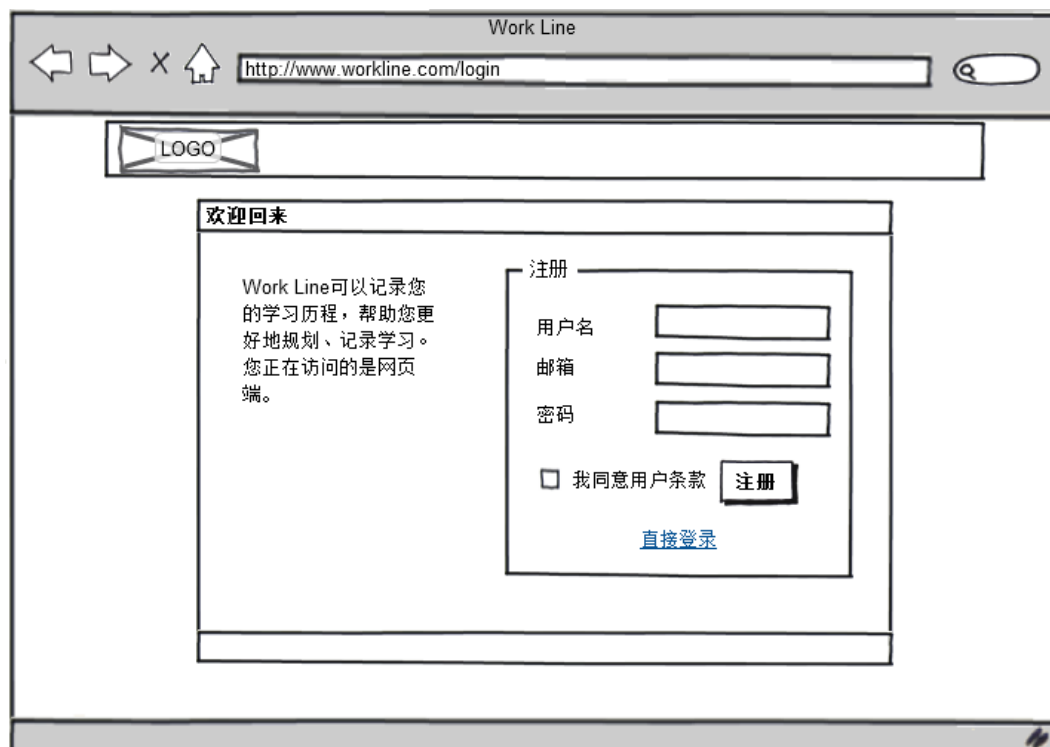 Work Line
http://www.workline.com/login
LOGO
欢迎回来
Work Line可以记录您
的学习历程，帮助您更
好地规划、记录学习。
您正在访问的是网页
端。
注册
用户名
邮箱
密码
我同意用户条款
注册
直接登录